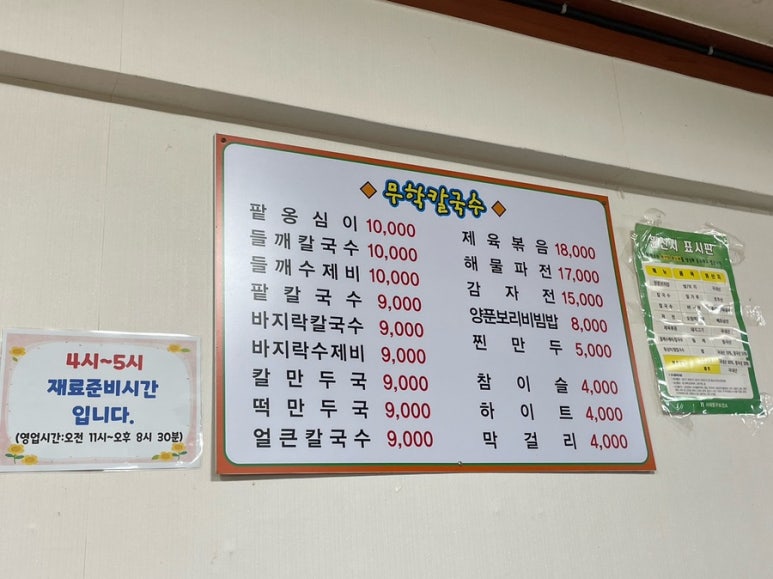 무학칼국수
팥옹심이 10,000
들깨칼국수 10,000
들깨수제비 10,000
팥칼국수 9,000
바지락칼국수 9,000
바지락수제비 9,000
칼만두국 9,000
떡만두국 9,000
얼큰칼국수 9,000
제육볶음 18,000
해물파전 17,000
감자전 15,000
양푼보리비빔밥 8,000
찐만두 5,000
참이슬 4,000
하이트 4,000
막걸리 4,000
4시~5시
재료준비시간
입니다.
(영업시간:오전 11시~오후 8시 30분)
표시판